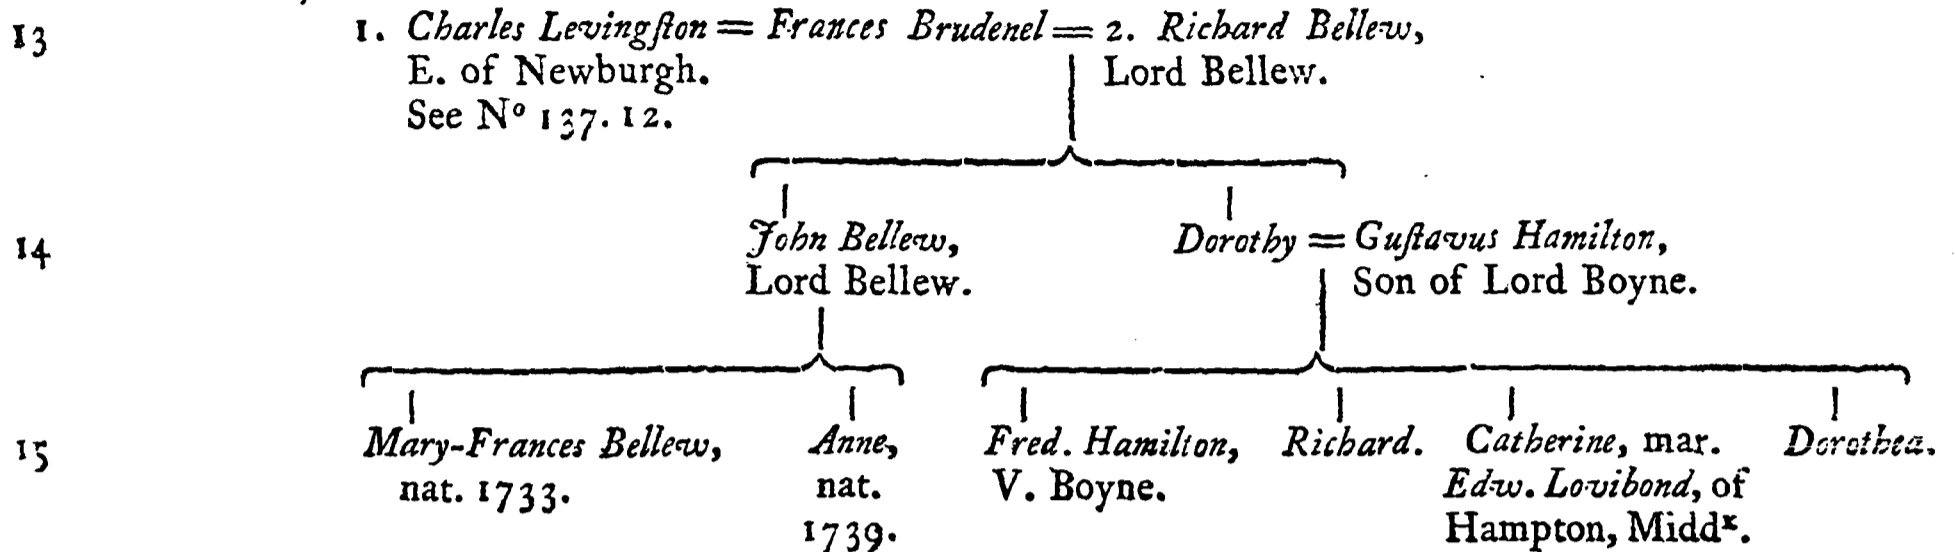 13 1. Charles Levingſton = Frances Brudenel = 2. Richard Bellew,
E. of Newburgh. Lord Bellew.
See Nº 137. 12.
14 John Bellew, Dorothy = Guſtavus Hamilton,
Lord Bellew. Son of Lord Boyne.
15 Mary-Frances Bellew, Anne, Fred. Hamilton, Richard. Catherine, mar. Dorothea.
nat. 1733. nat. V. Boyne. Edw. Lovibond, of
1739. Hampton, Middˣ.